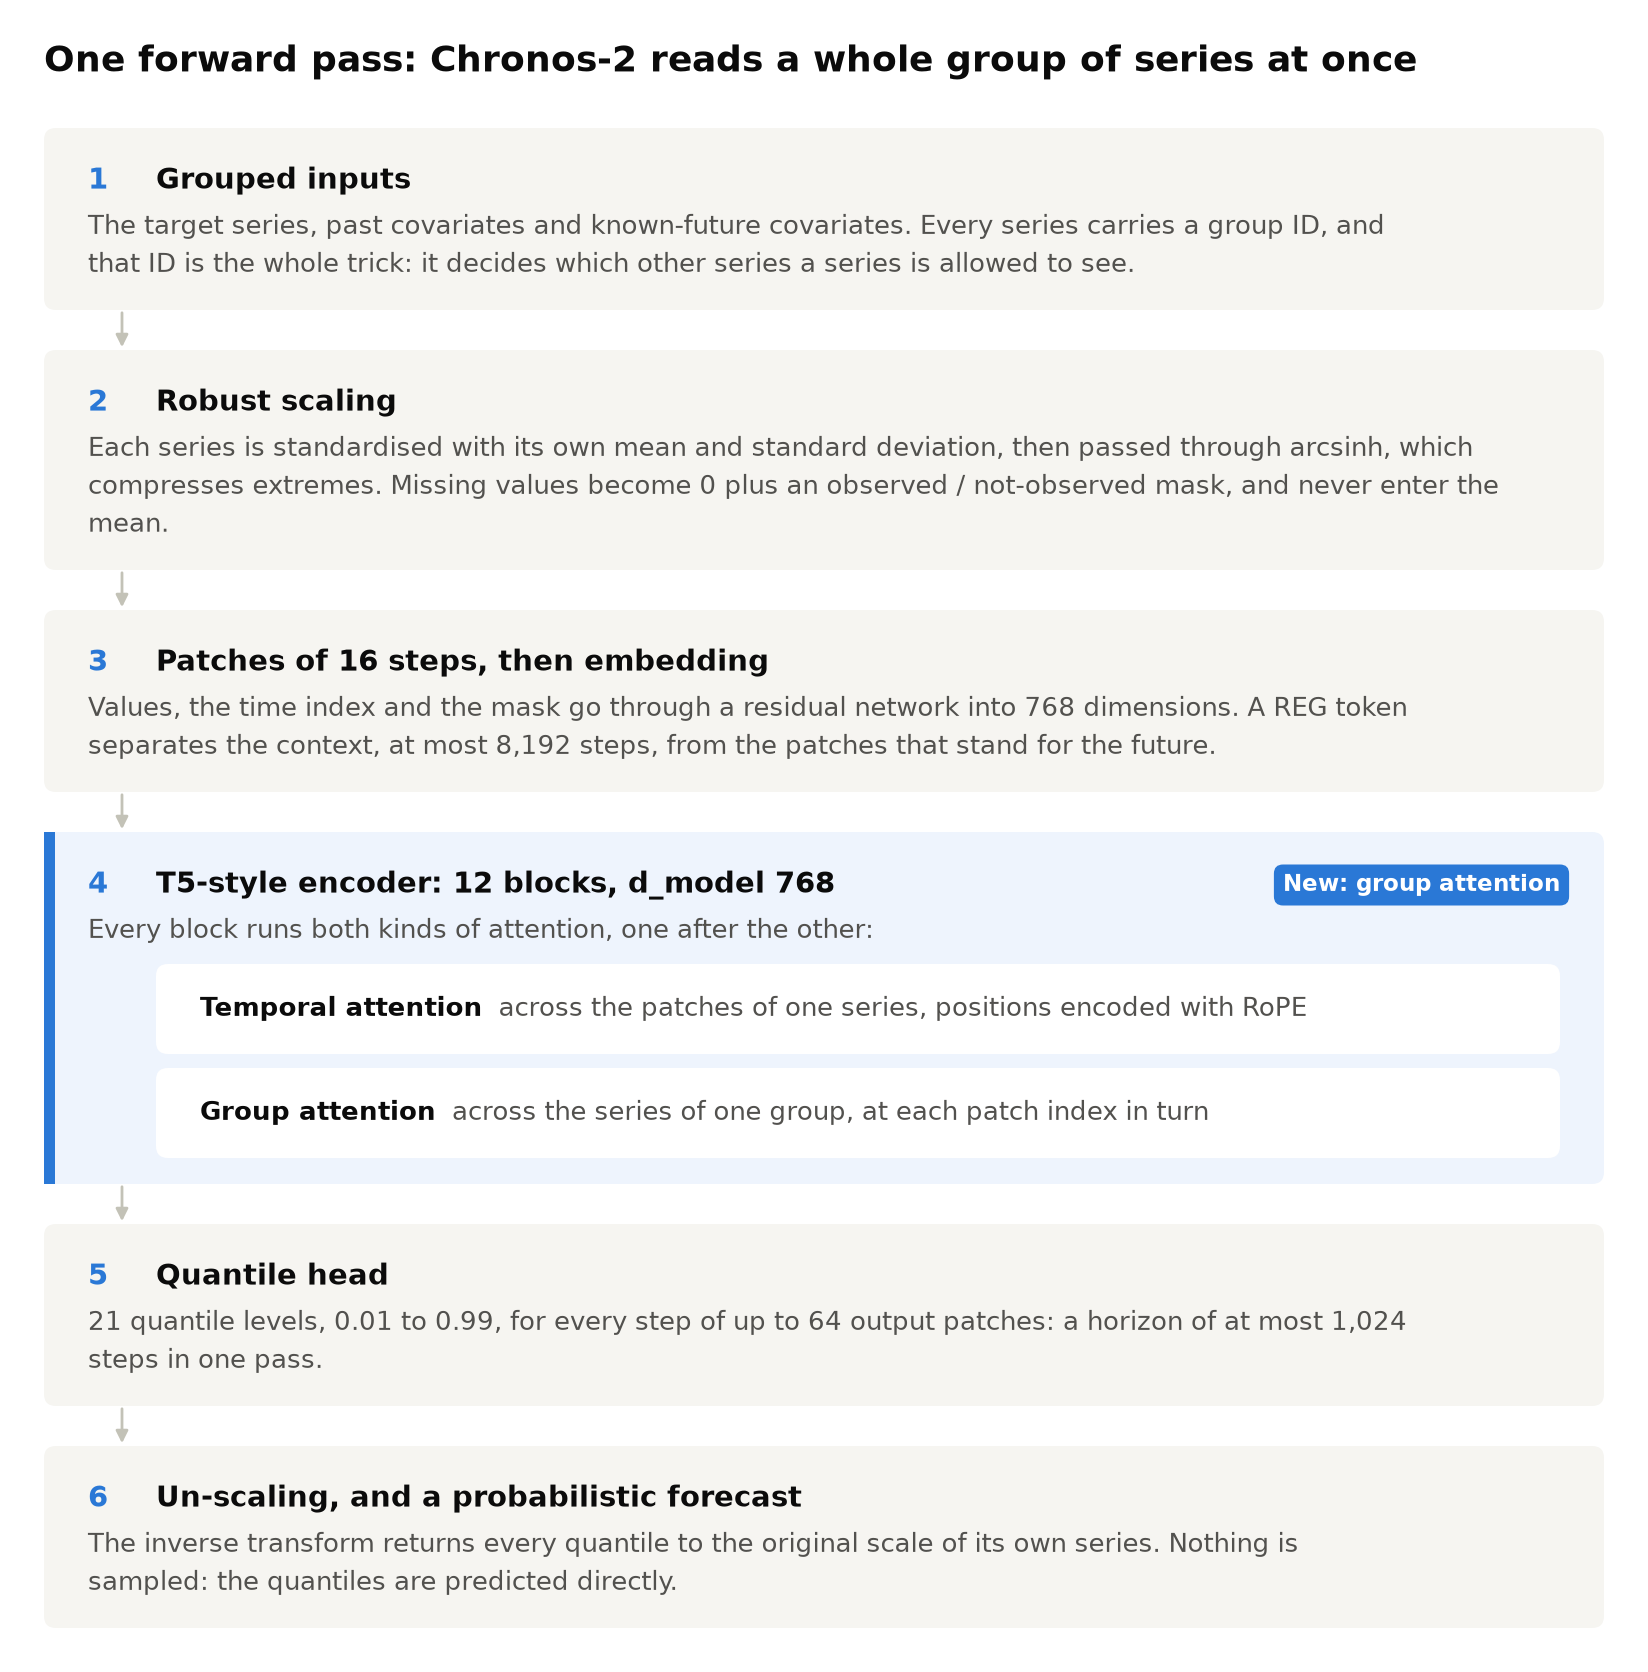 One forward pass: Chronos-2 reads a whole group of series at once
1 Grouped inputs
The target series, past covariates and known-future covariates. Every series carries a group ID, and
that ID is the whole trick: it decides which other series a series is allowed to see.
2 Robust scaling
Each series is standardised with its own mean and standard deviation, then passed through arcsinh, which
compresses extremes. Missing values become 0 plus an observed / not-observed mask, and never enter the
mean.
3 Patches of 16 steps, then embedding
Values, the time index and the mask go through a residual network into 768 dimensions. A REG token
separates the context, at most 8,192 steps, from the patches that stand for the future.
4 T5-style encoder: 12 blocks, d_model 768
New: group attention
Every block runs both kinds of attention, one after the other:
Temporal attention across the patches of one series, positions encoded with RoPE
Group attention across the series of one group, at each patch index in turn
5 Quantile head
21 quantile levels, 0.01 to 0.99, for every step of up to 64 output patches: a horizon of at most 1,024
steps in one pass.
6 Un-scaling, and a probabilistic forecast
The inverse transform returns every quantile to the original scale of its own series. Nothing is
sampled: the quantiles are predicted directly.